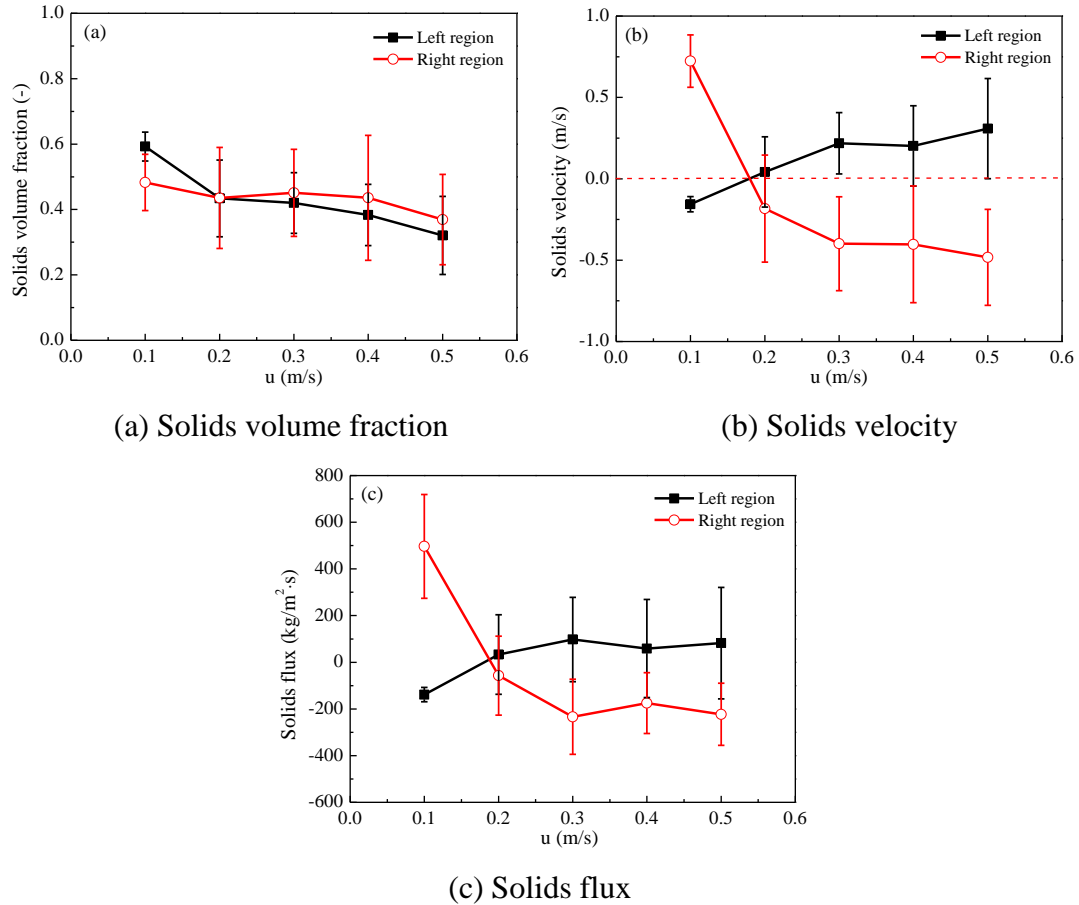 (a)
Left region
Right region
Solids volume fraction (-)
1.0
0.8
0.6
0.4
0.2
0.0
0.0 0.1 0.2 0.3 0.4 0.5 0.6
u (m/s)
(a) Solids volume fraction
(b)
Left region
Right region
Solids velocity (m/s)
1.0
0.5
0.0
-0.5
-1.0
0.0 0.1 0.2 0.3 0.4 0.5 0.6
u (m/s)
(b) Solids velocity
(c)
Left region
Right region
Solids flux (kg/m²·s)
800
600
400
200
0
-200
-400
-600
0.0 0.1 0.2 0.3 0.4 0.5 0.6
u (m/s)
(c) Solids flux